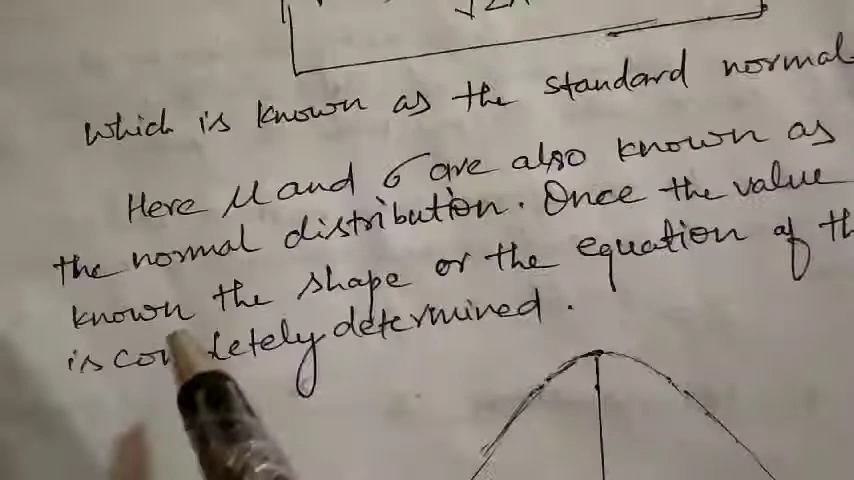 √2π
which is known as the standard normal
Here μ and σ are also known as
the normal distribution. Once the value
known the shape or the equation of th
is completely determined.